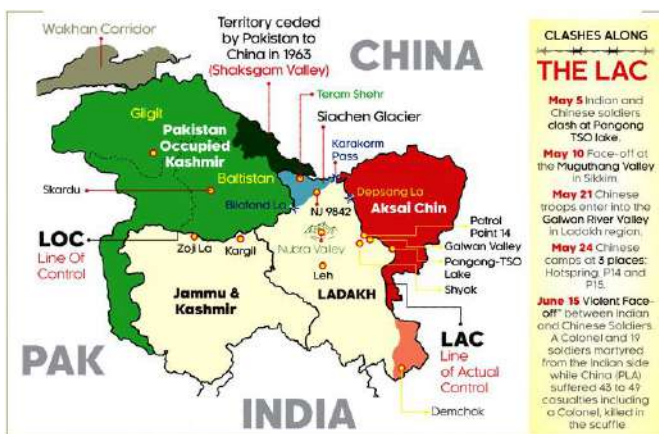 Wakhan Corridor
Territory ceded
by Pakistan to
China in 1963
(Shaksgam Valley)
CHINA
Teram Shehr
Siachen Glacier
Karakorm
Pass
Gilgit
Pakistan
Occupied
Kashmir
Baltistan
Skardu
Bilafond La
NJ 9842
Depsang La
Aksai Chin
LOC
Line Of
Control
Zoji La
Kargil
Nubra Valley
Leh
Patrol
Point 14
Galwan Valley
Pangong-TSO
Lake
Shyok
Jammu &
Kashmir
LADAKH
LAC
Line
of Actual
Control
PAK
INDIA
Demchok
CLASHES ALONG
THE LAC
May 5 Indian and
Chinese soldiers
clash at Pangong
TSO lake.
May 10 Face-off at
the Muguthang Valley
in Sikkim.
May 21 Chinese
troops enter into the
Galwan River Valley
in Ladakh region.
May 24 Chinese
camps at 3 places:
Hotspring, P14 and
P15.
June 15 Violent Face-
off" between Indian
and Chinese Soldiers.
A Colonel and 19
soldiers martyred
from the Indian side
while China (PLA)
suffered 43 to 49
casualties including
a Colonel, killed in
the scuffle.